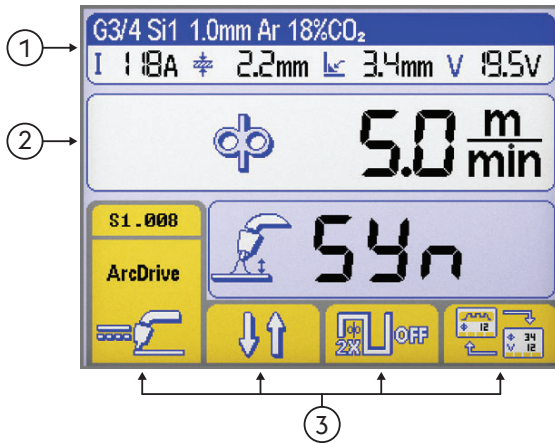 G3/4 Si1 1.0mm Ar 18%CO₂
I 118A 2.2mm 3.4mm V 19.5V
1
2
5.0 m/min
S1.008
Syn
ArcDrive
2X OFF
Φ 12
Φ 34
V 12
3